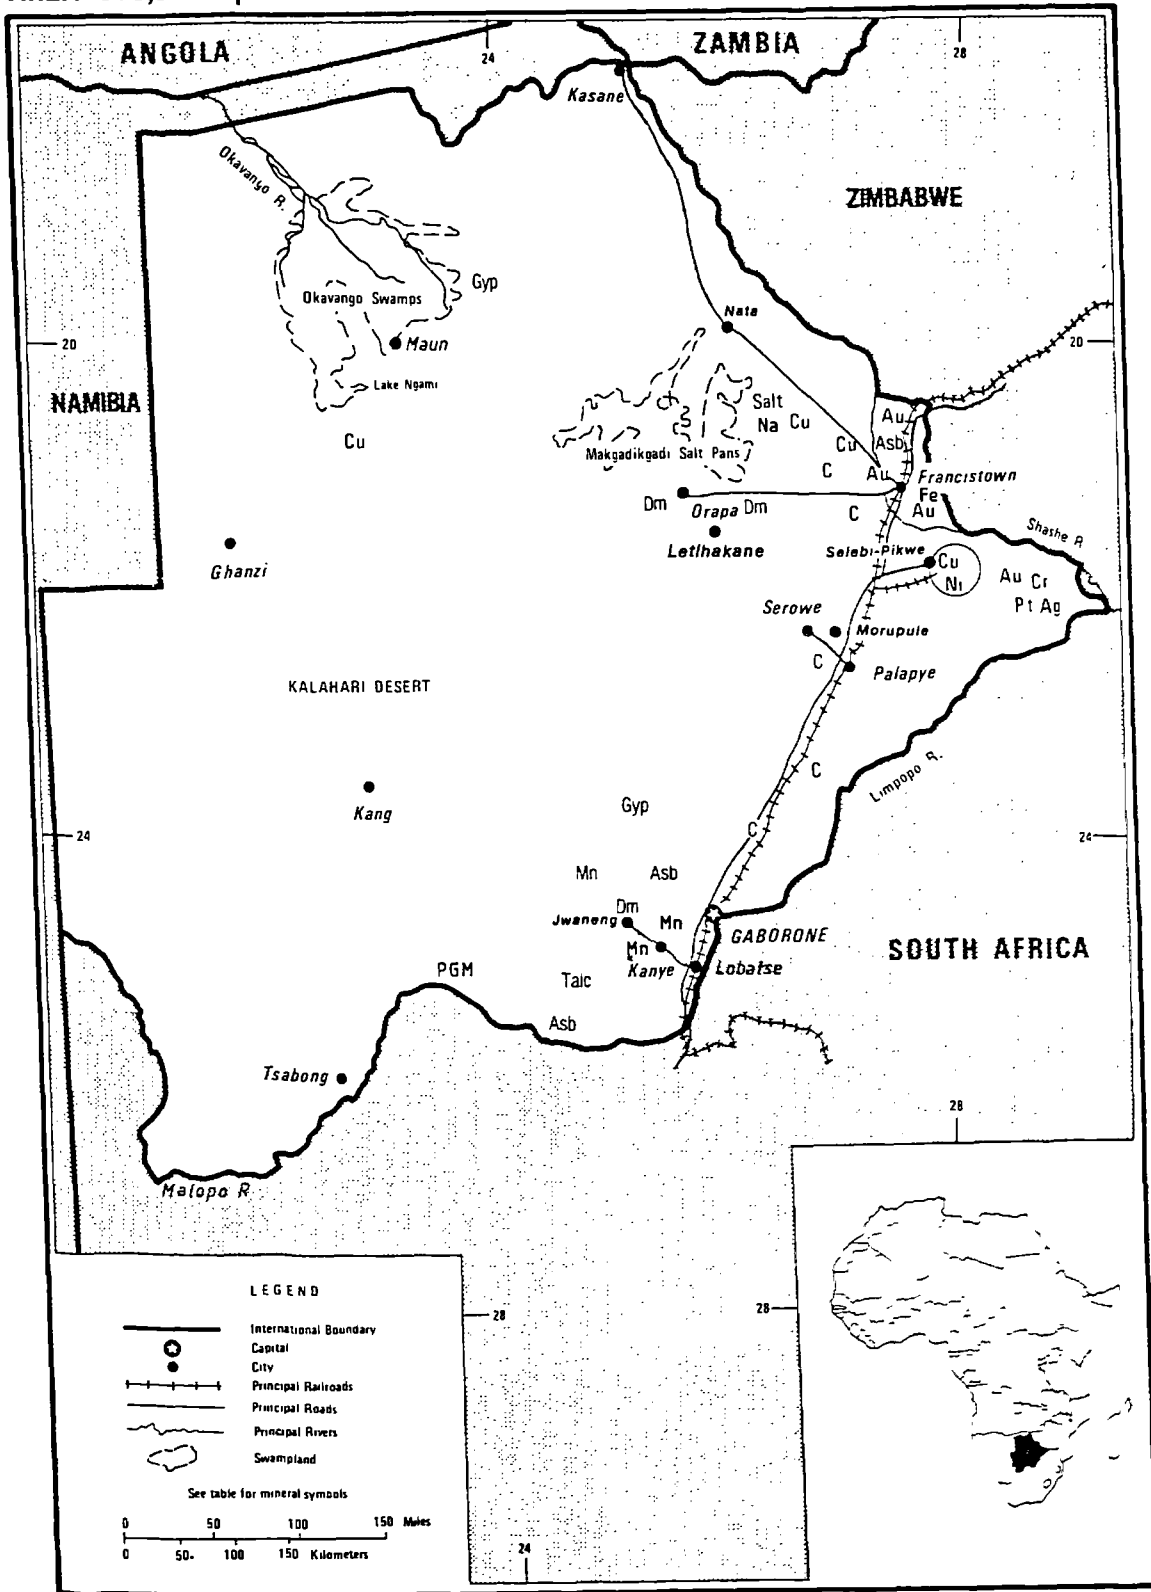 ANGOLA
ZAMBIA
24
28
Kasane
Okavango R.
ZIMBABWE
Gyp
Okavango Swamps
Nata
20
Maun
20
Lake Ngami
NAMIBIA
Salt
Na Cu
Au
Cu
Cu
Asb
Makgadikgadi Salt Pans
C
Au
Francistown
Fe
Dm
Orapa Dm
C
Au
Shashe R
Letlhakane
Selebi-Pikwe
Cu
Ni
Ghanzi
Au Cr
Pt Ag
Serowe
Morupule
C
Palapye
KALAHARI DESERT
C
Limpopo R.
Kang
Gyp
24
C
24
Mn
Asb
Dm
Jwaneng
Mn
GABORONE
SOUTH AFRICA
Mn
Kanye
Lobatse
PGM
Talc
Asb
Tsabong
28
Malopo R
LEGEND
International Boundary
Capital
City
Principal Railroads
Principal Roads
Principal Rivers
Swampland
See table for mineral symbols
0 50 100 150 Miles
0 50 100 150 Kilometers
28
28
24